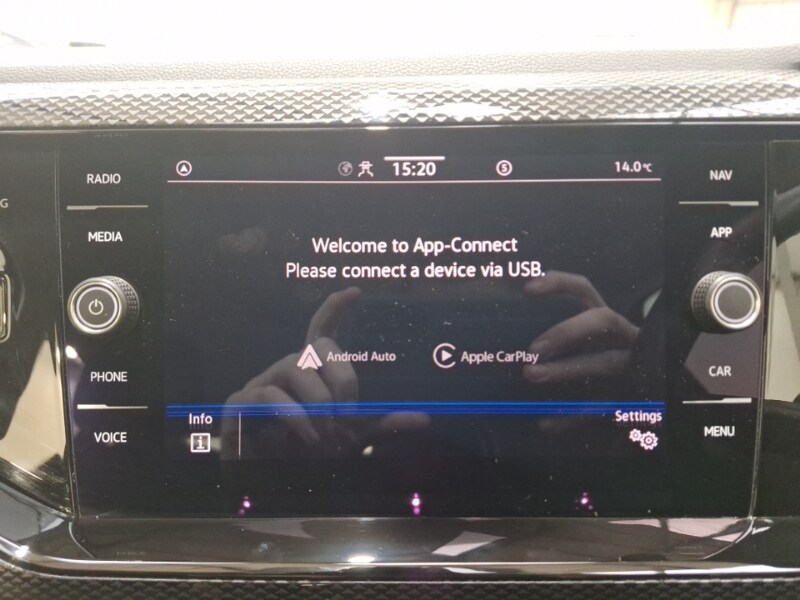 RADIO
MEDIA
PHONE
VOICE
15:20
S
14.0°C
Welcome to App-Connect
Please connect a device via USB.
Android Auto
Apple CarPlay
Info
i
Settings
NAV
APP
CAR
MENU
G